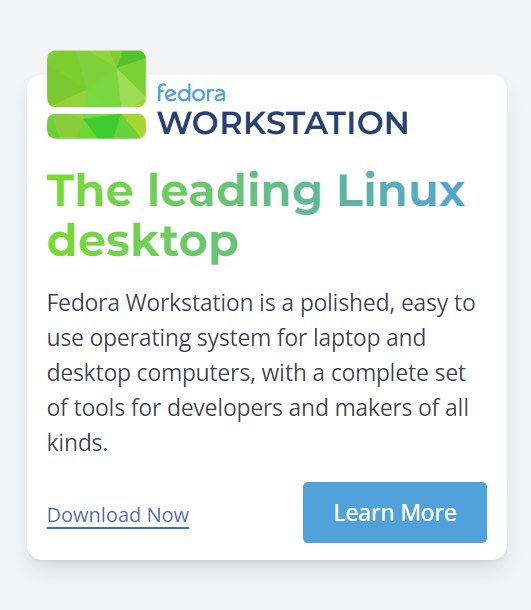 fedora
WORKSTATION
The leading Linux
desktop
Fedora Workstation is a polished, easy to
use operating system for laptop and
desktop computers, with a complete set
of tools for developers and makers of all
kinds.
Download Now
Learn More